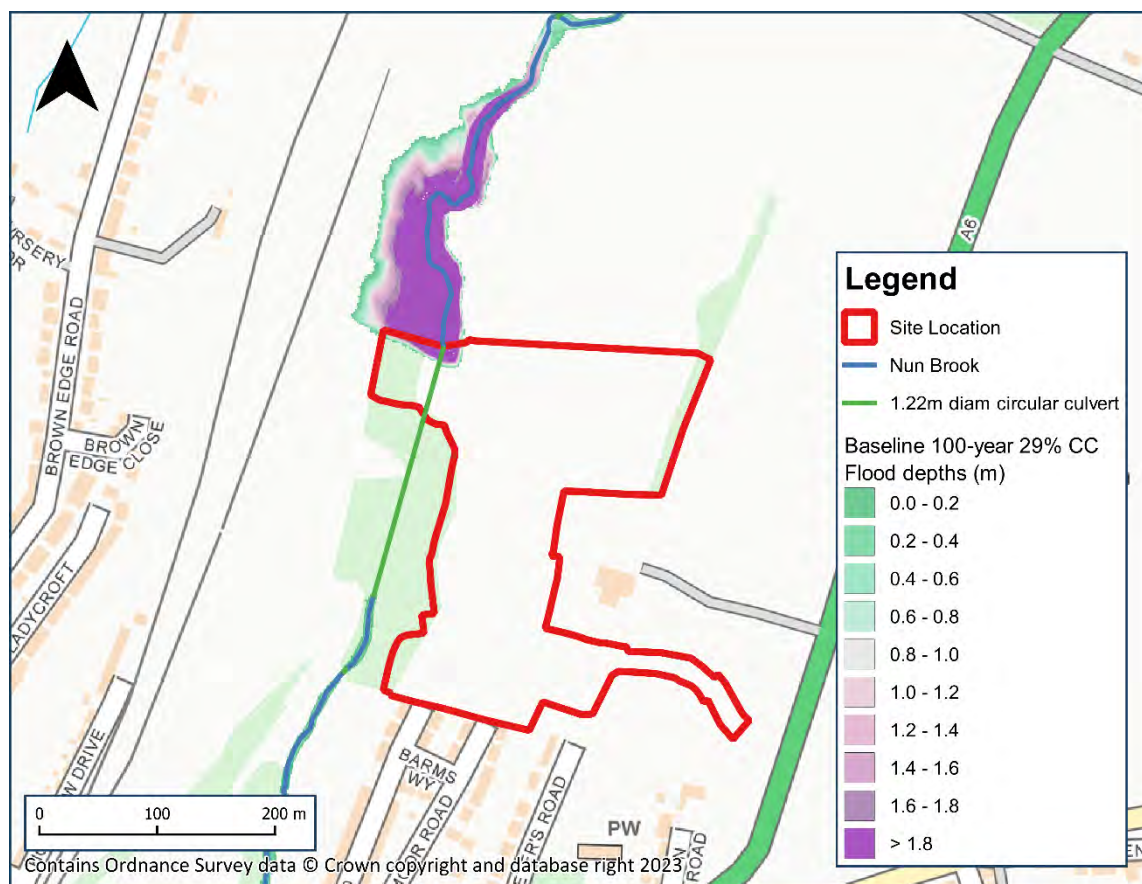 BROWN EDGE ROAD
BROWN
EDGE CLOSE
LADYCROFT
DRIVE
BARMS
WY
ROAD
ROAD
PW
ROAD
A6
Legend
Site Location
Nun Brook
1.22m diam circular culvert
Baseline 100-year 29% CC
Flood depths (m)
0.0 - 0.2
0.2 - 0.4
0.4 - 0.6
0.6 - 0.8
0.8 - 1.0
1.0 - 1.2
1.2 - 1.4
1.4 - 1.6
1.6 - 1.8
> 1.8
0 100 200 m
Contains Ordnance Survey data © Crown copyright and database right 2023